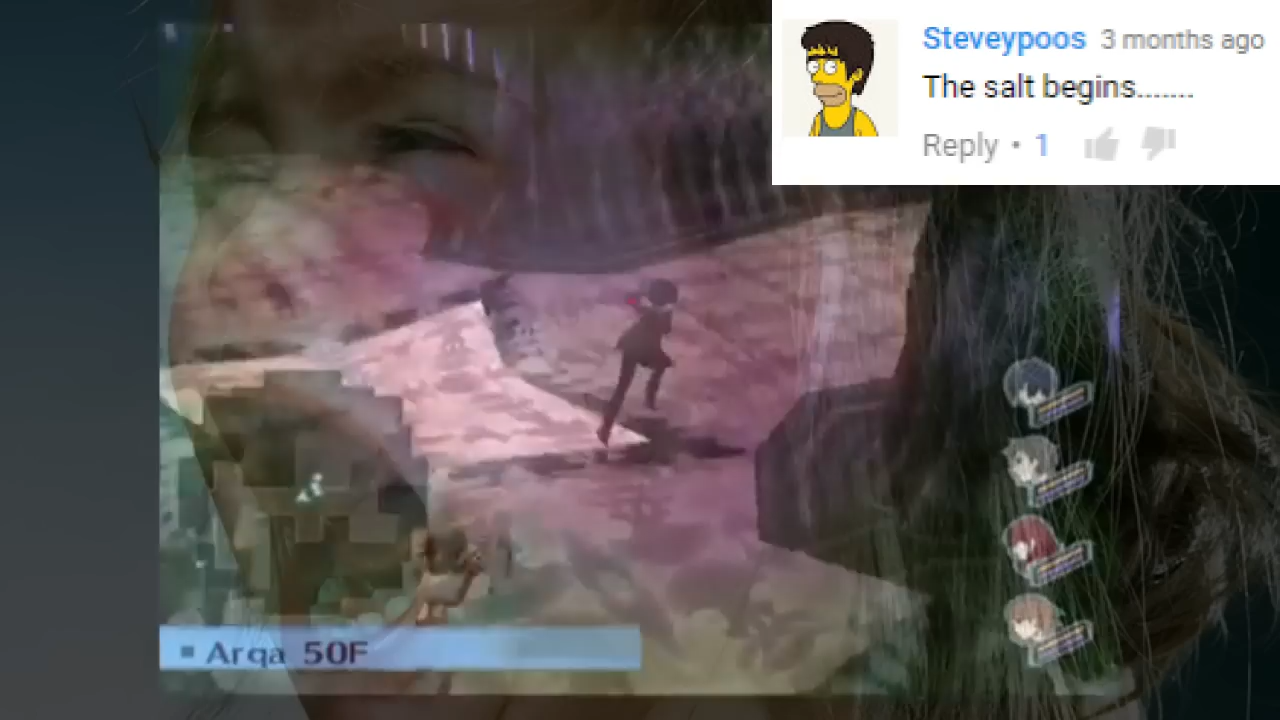 Steveypoos 3 months ago
The salt begins.......
Reply • 1
▪ Arqa 50F